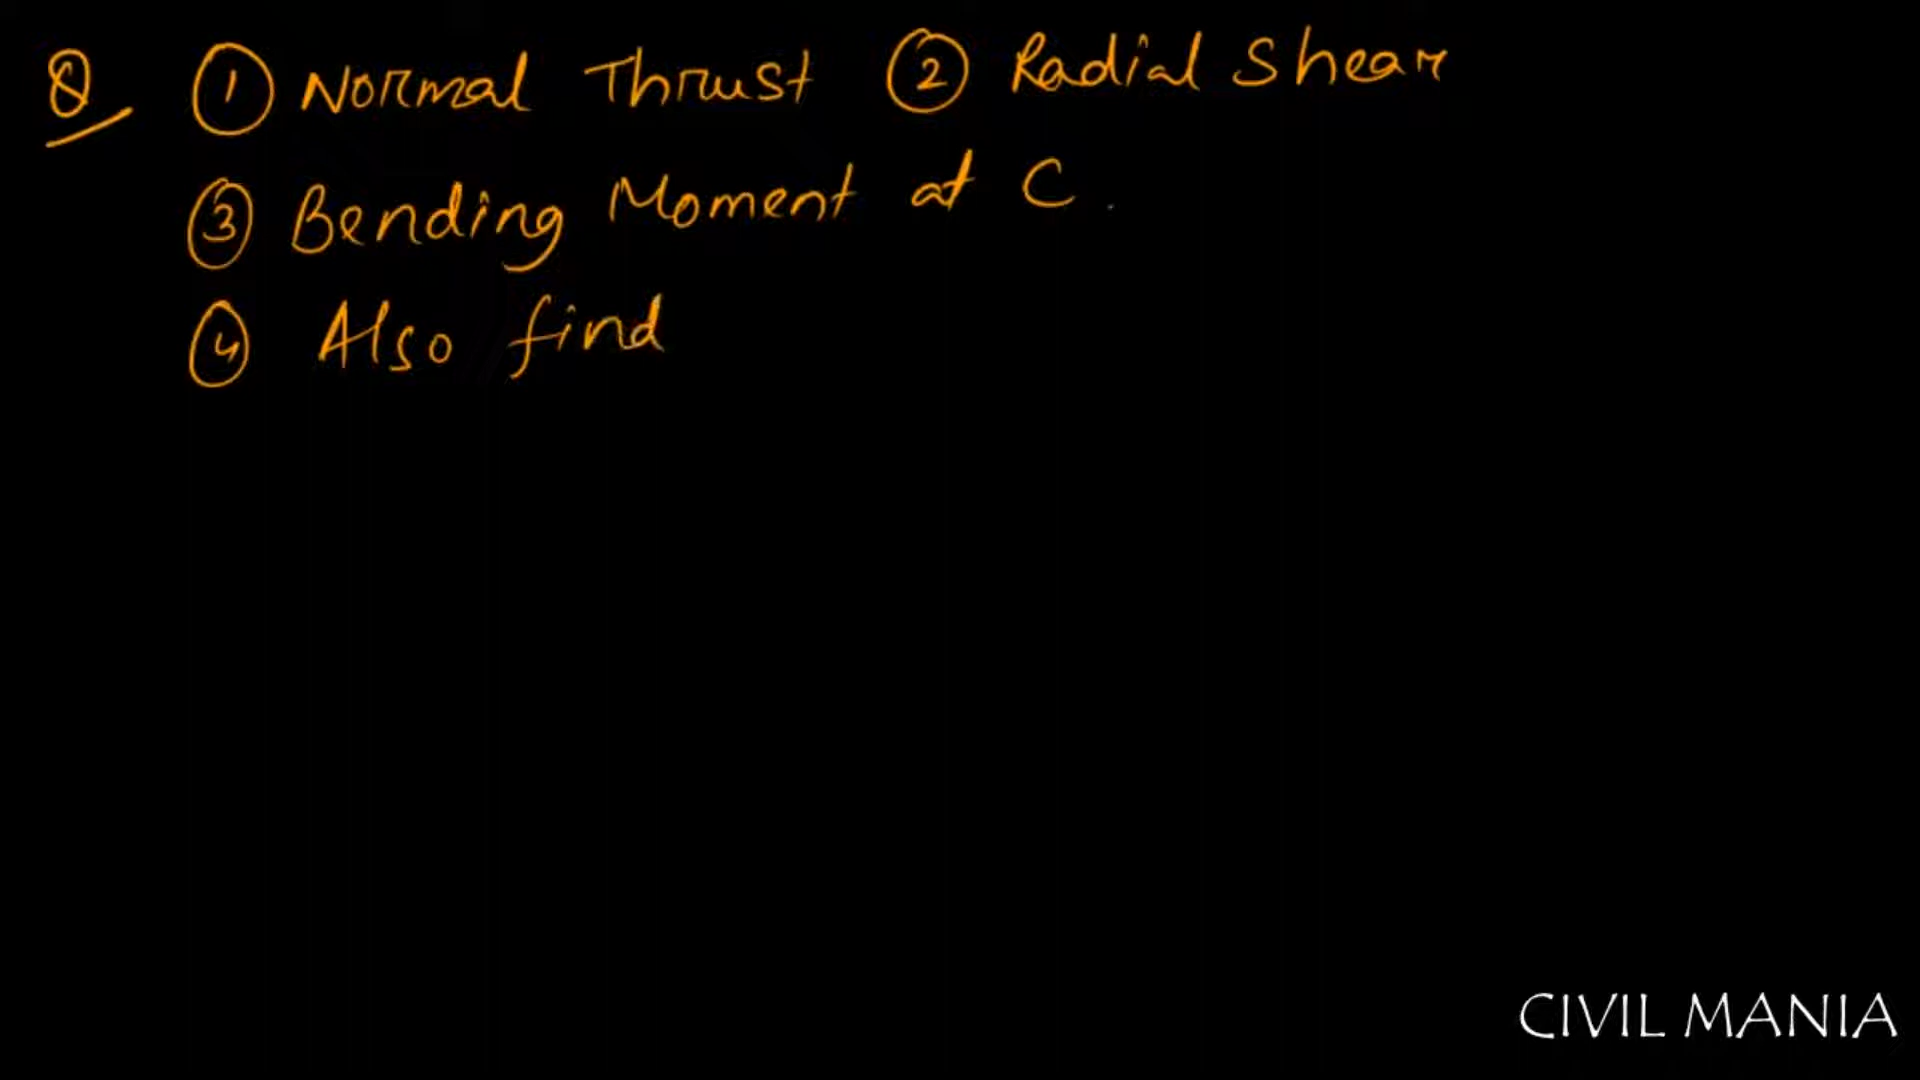 Q ① Normal Thrust ② Radial Shear
③ Bending Moment at C.
④ Also find
CIVIL MANIA